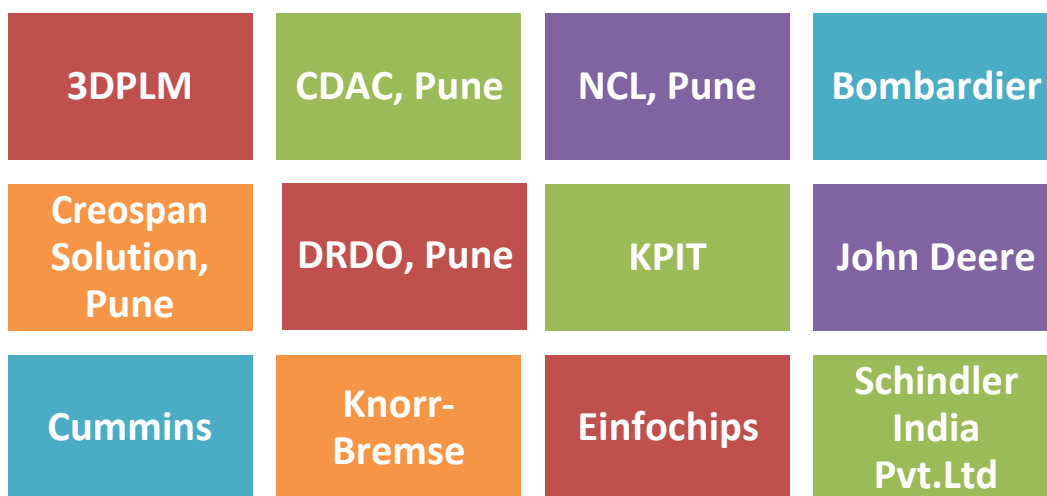 3DPLM
CDAC, Pune
NCL, Pune
Bombardier
Creospan
Solution,
Pune
DRDO, Pune
KPIT
John Deere
Cummins
Knorr-
Bremse
Einfochips
Schindler
India
Pvt.Ltd